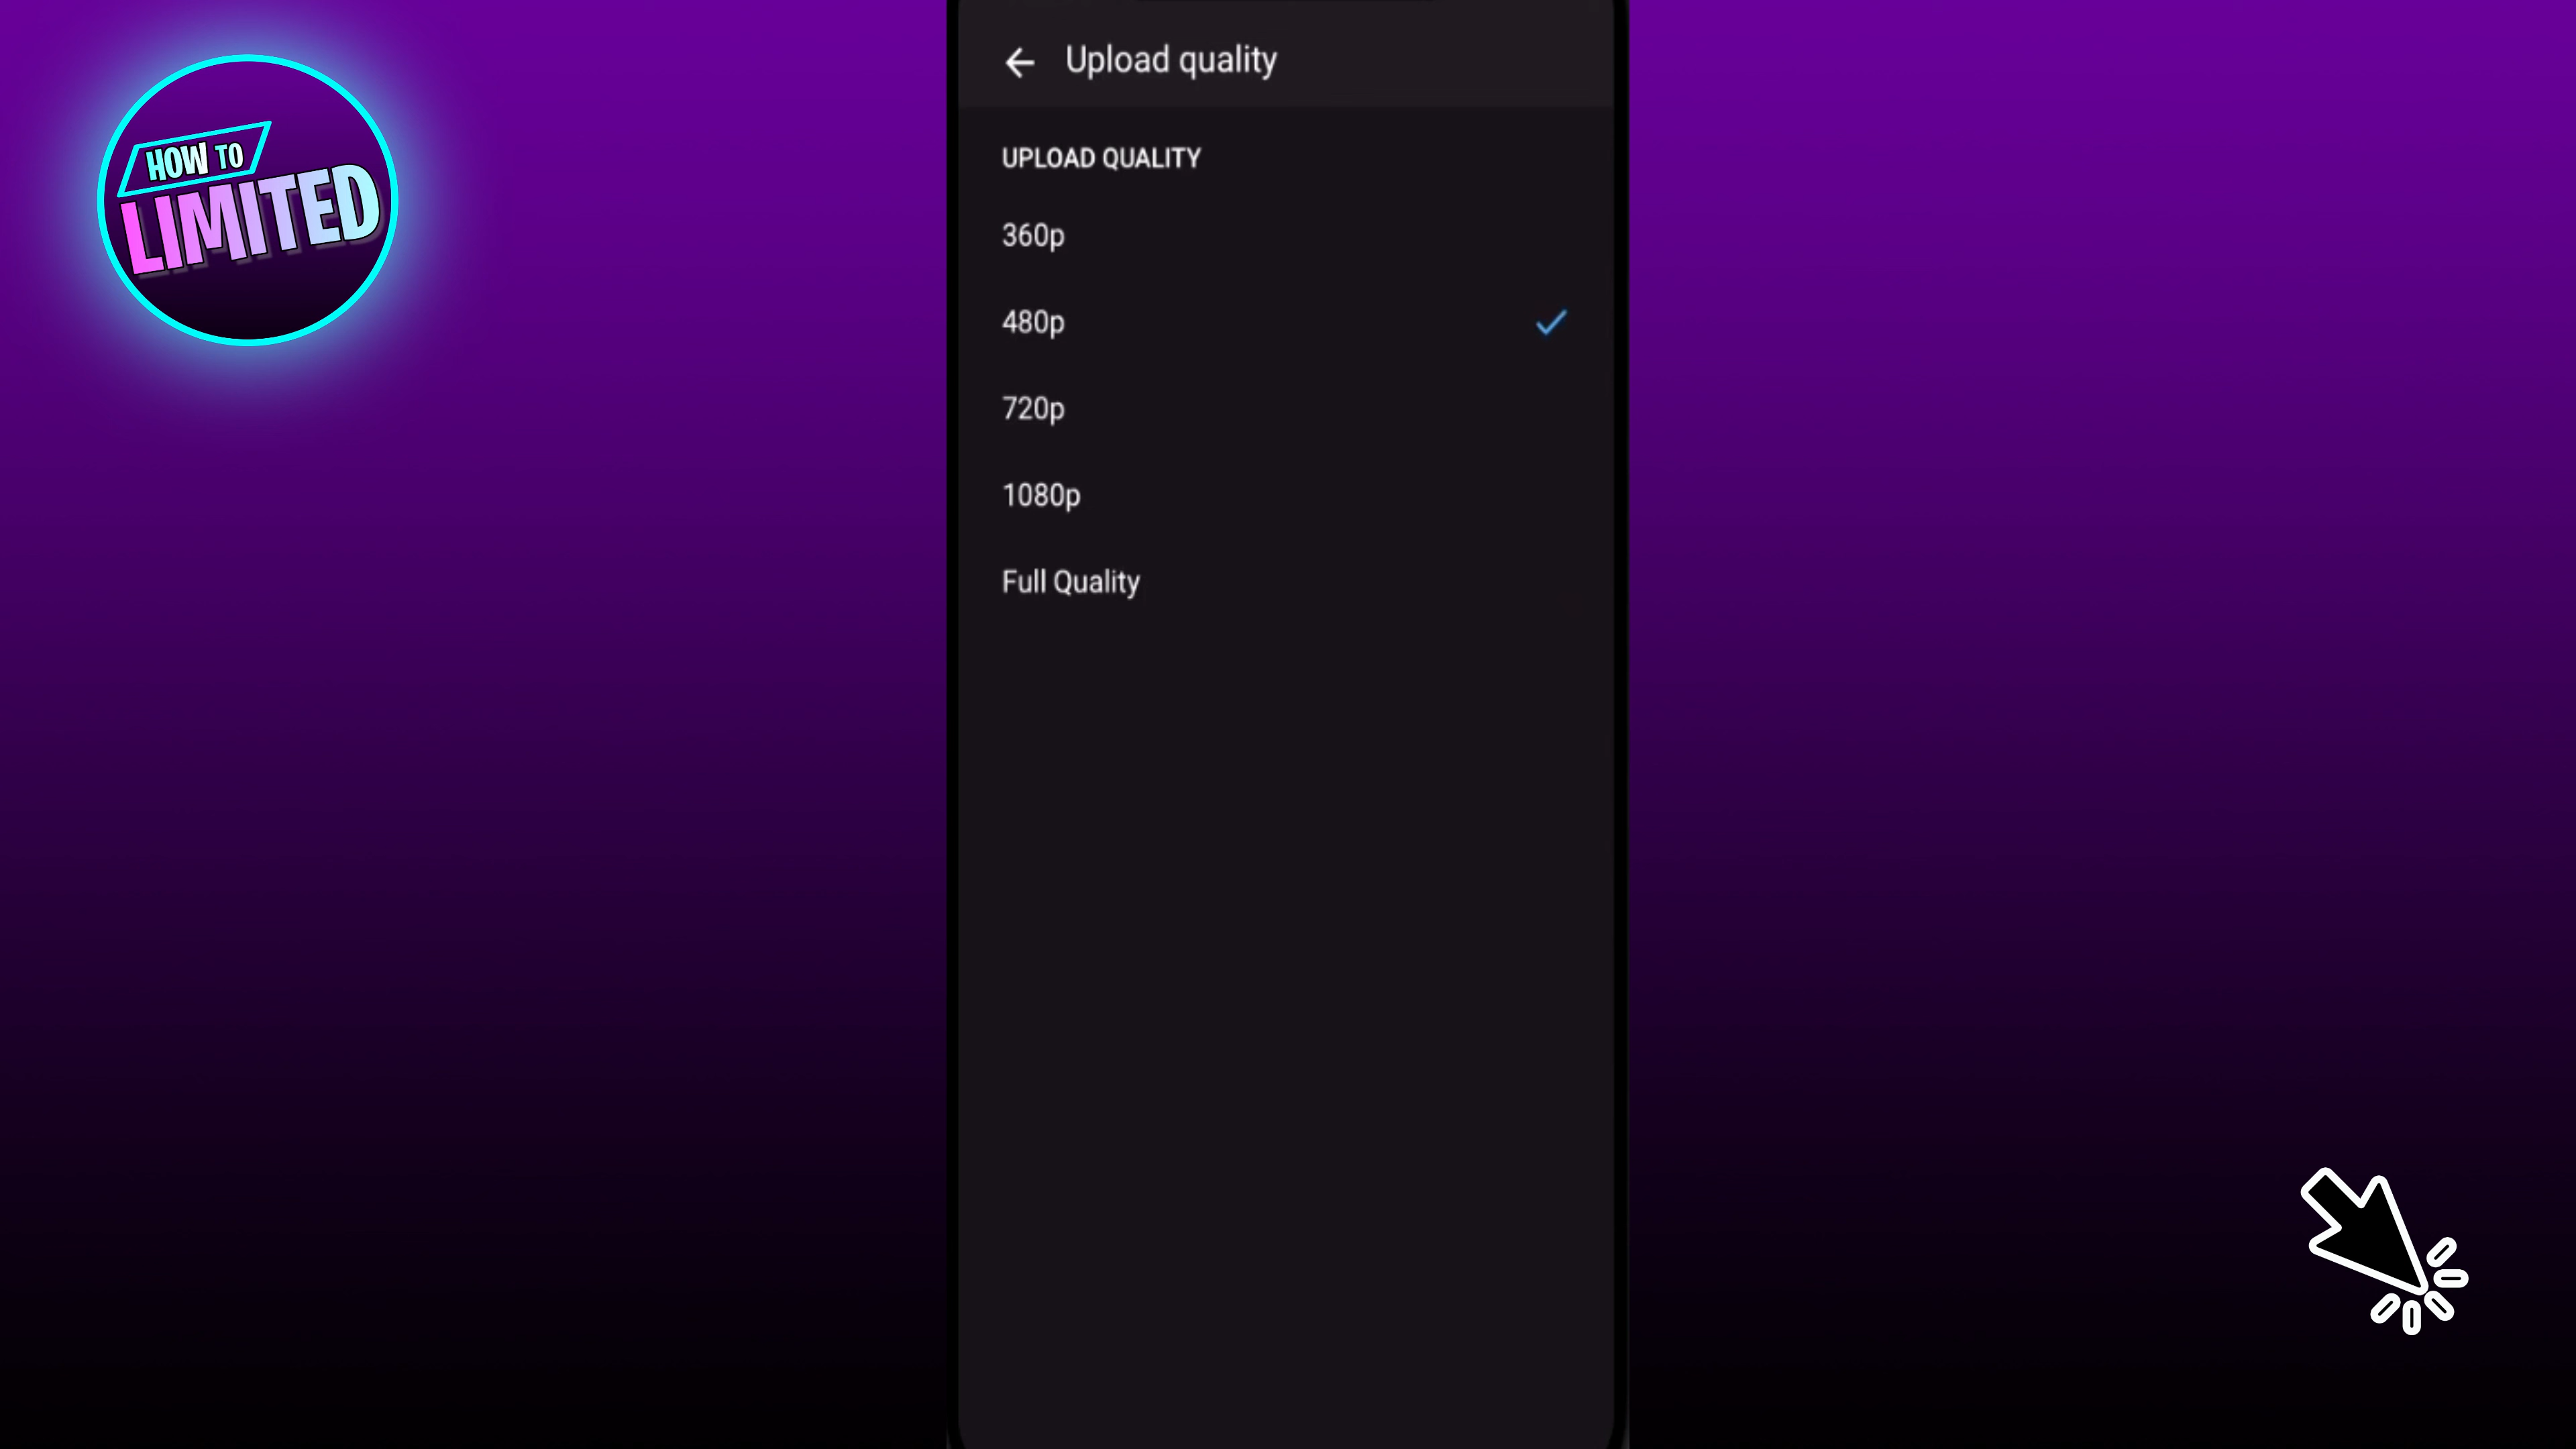 HOW TO
LIMITED
Upload quality
UPLOAD QUALITY
360p
480p
720p
1080p
Full Quality